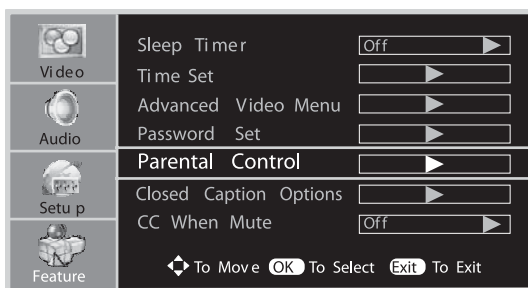 Video
Audio
Setup
Feature
Sleep Timer Off
Time Set
Advanced Video Menu
Password Set
Parental Control
Closed Caption Options
CC When Mute Off
To Move OK To Select Exit To Exit